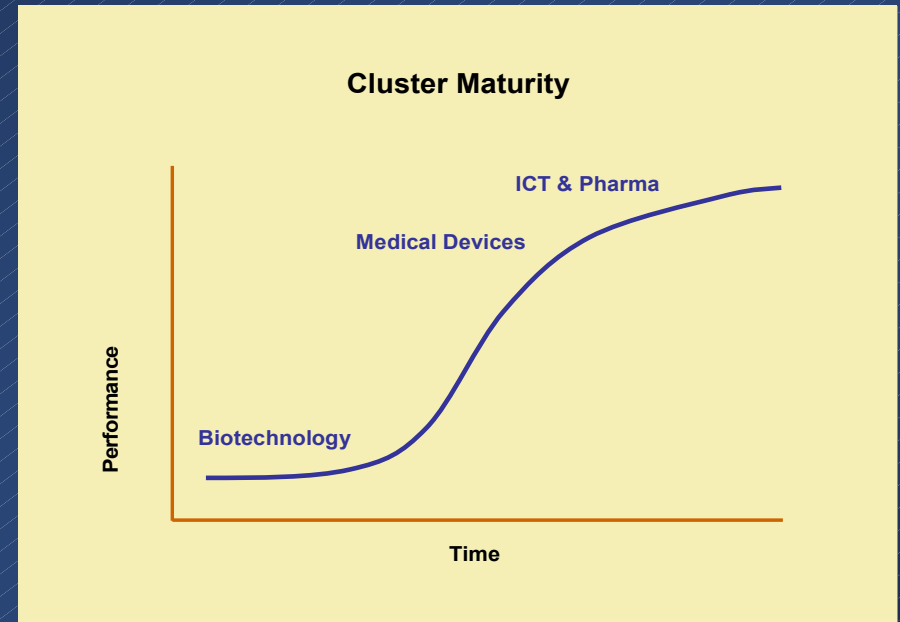 Cluster Maturity
ICT & Pharma
Medical Devices
Performance
Biotechnology
Time